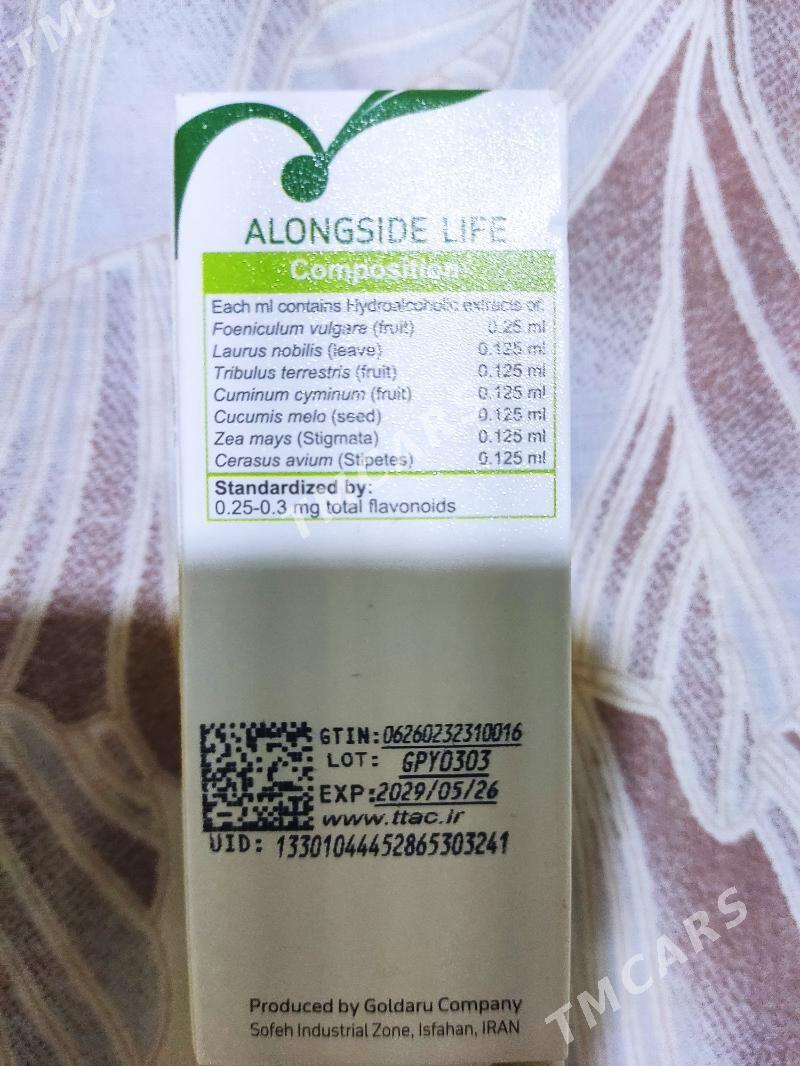 TMCARS
ALONGSIDE LIFE
Composition
Each ml contains Hydroalcoholic extracts of:
Foeniculum vulgare (fruit) 0.25 ml
Laurus nobilis (leave) 0.125 ml
Tribulus terrestris (fruit) 0.125 ml
Cuminum cyminum (fruit) 0.125 ml
Cucumis melo (seed) 0.125 ml
Zea mays (Stigmata) 0.125 ml
Cerasus avium (Stipetes) 0.125 ml
TMCARS
Standardized by:
0.25-0.3 mg total flavonoids
GTIN: 06260232310016
LOT: GPY0303
EXP: 2029/05/26
www.ttac.ir
UID: 13301044452865303241
TMCARS
Produced by Goldaru Company
Sofeh Industrial Zone, Isfahan, IRAN